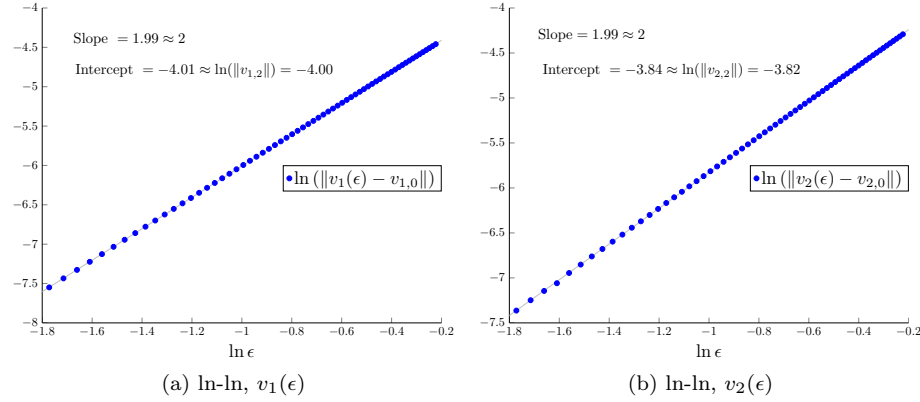 −4
−4.5
−5
−5.5
−6
−6.5
−7
−7.5
−8
Slope = 1.99 ≈ 2
Intercept = −4.01 ≈ ln(‖v₁,₂‖) = −4.00
ln (‖v₁(ϵ) − v₁,₀‖)
−1.8 −1.6 −1.4 −1.2 −1 −0.8 −0.6 −0.4 −0.2
ln ϵ
(a) ln-ln, v₁(ϵ)
−4
−4.5
−5
−5.5
−6
−6.5
−7
−7.5
Slope = 1.99 ≈ 2
Intercept = −3.84 ≈ ln(‖v₂,₂‖) = −3.82
ln (‖v₂(ϵ) − v₂,₀‖)
−1.8 −1.6 −1.4 −1.2 −1 −0.8 −0.6 −0.4 −0.2
ln ϵ
(b) ln-ln, v₂(ϵ)